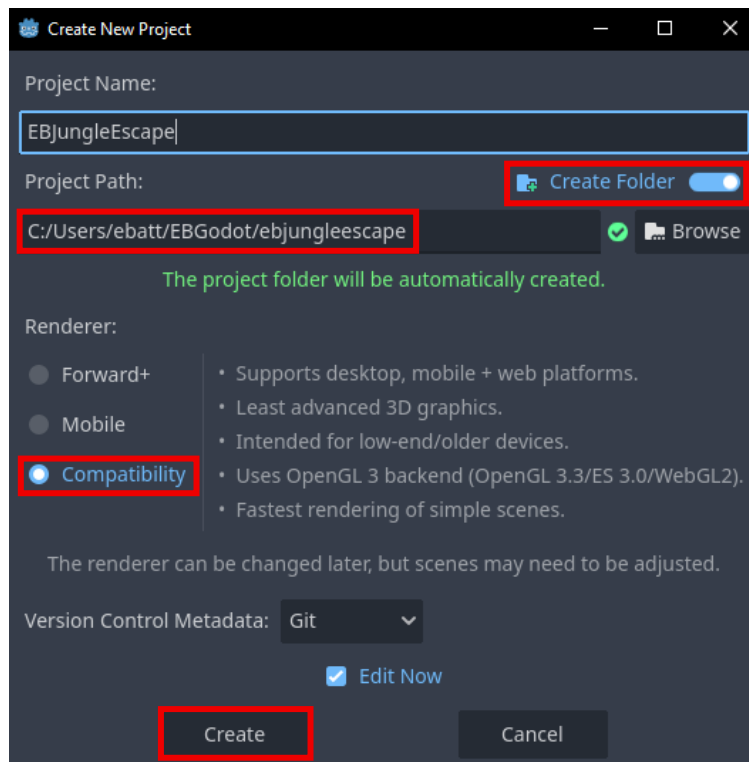 Create New Project
Project Name:
EBJungleEscape
Project Path:
Create Folder
C:/Users/ebatt/EBGodot/ebjungleescape
Browse
The project folder will be automatically created.
Renderer:
Forward+
Mobile
Compatibility
• Supports desktop, mobile + web platforms.
• Least advanced 3D graphics.
• Intended for low-end/older devices.
• Uses OpenGL 3 backend (OpenGL 3.3/ES 3.0/WebGL2).
• Fastest rendering of simple scenes.
The renderer can be changed later, but scenes may need to be adjusted.
Version Control Metadata: Git
Edit Now
Create
Cancel